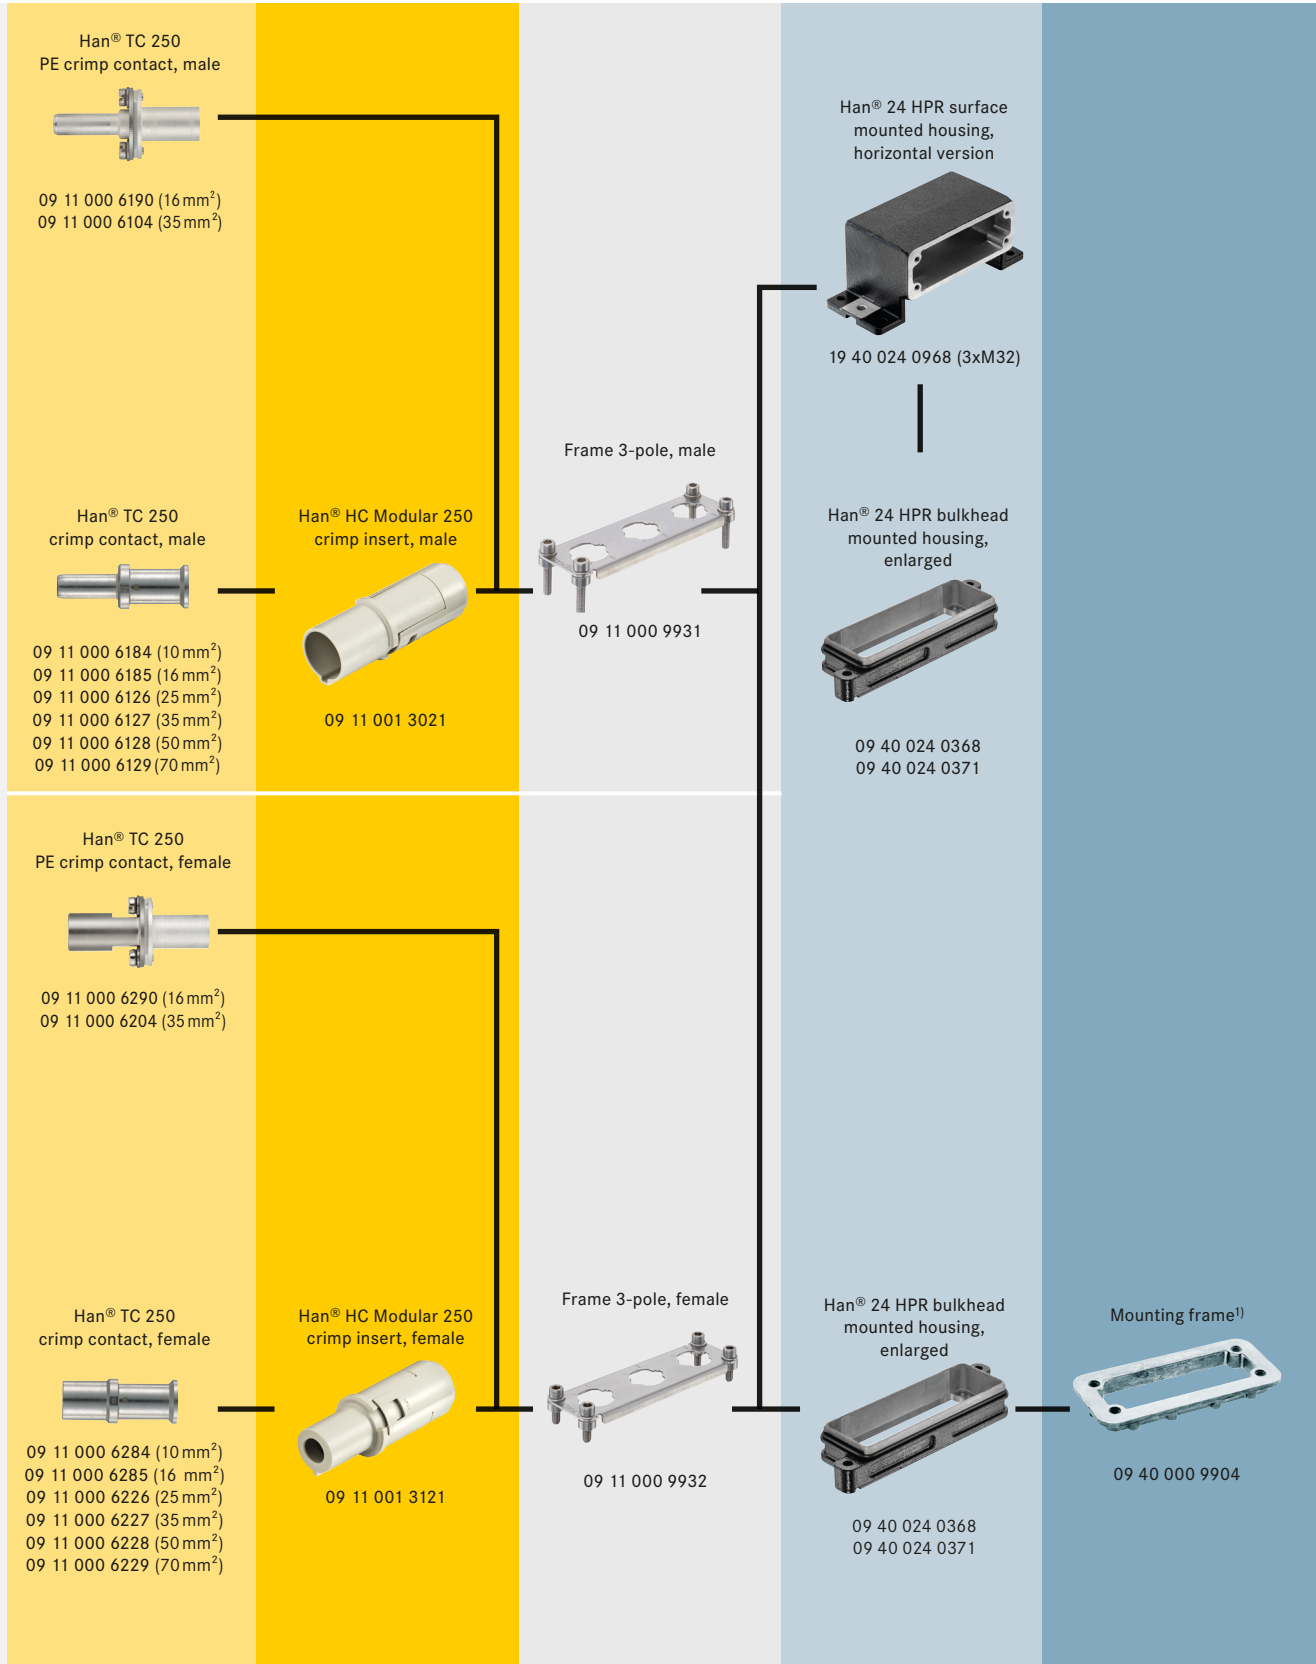 Han® TC 250
PE crimp contact, male
09 11 000 6190 (16 mm²)
09 11 000 6104 (35 mm²)
Han® 24 HPR surface
mounted housing,
horizontal version
19 40 024 0968 (3xM32)
Han® TC 250
crimp contact, male
09 11 000 6184 (10 mm²)
09 11 000 6185 (16 mm²)
09 11 000 6126 (25 mm²)
09 11 000 6127 (35 mm²)
09 11 000 6128 (50 mm²)
09 11 000 6129 (70 mm²)
Han® HC Modular 250
crimp insert, male
09 11 001 3021
Frame 3-pole, male
09 11 000 9931
Han® 24 HPR bulkhead
mounted housing,
enlarged
09 40 024 0368
09 40 024 0371
Han® TC 250
PE crimp contact, female
09 11 000 6290 (16 mm²)
09 11 000 6204 (35 mm²)
Han® TC 250
crimp contact, female
09 11 000 6284 (10 mm²)
09 11 000 6285 (16 mm²)
09 11 000 6226 (25 mm²)
09 11 000 6227 (35 mm²)
09 11 000 6228 (50 mm²)
09 11 000 6229 (70 mm²)
Han® HC Modular 250
crimp insert, female
09 11 001 3121
Frame 3-pole, female
09 11 000 9932
Han® 24 HPR bulkhead
mounted housing,
enlarged
09 40 024 0368
09 40 024 0371
Mounting frame¹⁾
09 40 000 9904